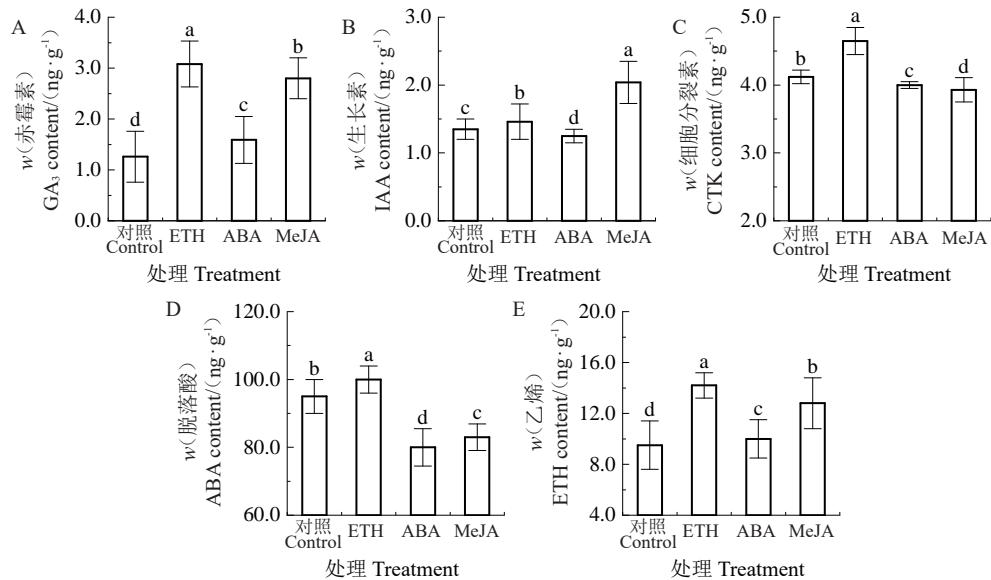 A
w(赤霉素)
GA₃ content/(ng·g⁻¹)
4.0
3.0
2.0
1.0
0.0
d
a
c
b
对照
Control
ETH
ABA
MeJA
处理 Treatment
B
w(生长素)
IAA content/(ng·g⁻¹)
3.0
2.0
1.0
0.0
c
b
d
a
对照
Control
ETH
ABA
MeJA
处理 Treatment
C
w(细胞分裂素)
CTK content/(ng·g⁻¹)
5.0
4.0
3.0
2.0
b
a
c
d
对照
Control
ETH
ABA
MeJA
处理 Treatment
D
w(脱落酸)
ABA content/(ng·g⁻¹)
120.0
100.0
80.0
60.0
b
a
d
c
对照
Control
ETH
ABA
MeJA
处理 Treatment
E
w(乙烯)
ETH content/(ng·g⁻¹)
20.0
16.0
12.0
8.0
4.0
d
a
c
b
对照
Control
ETH
ABA
MeJA
处理 Treatment